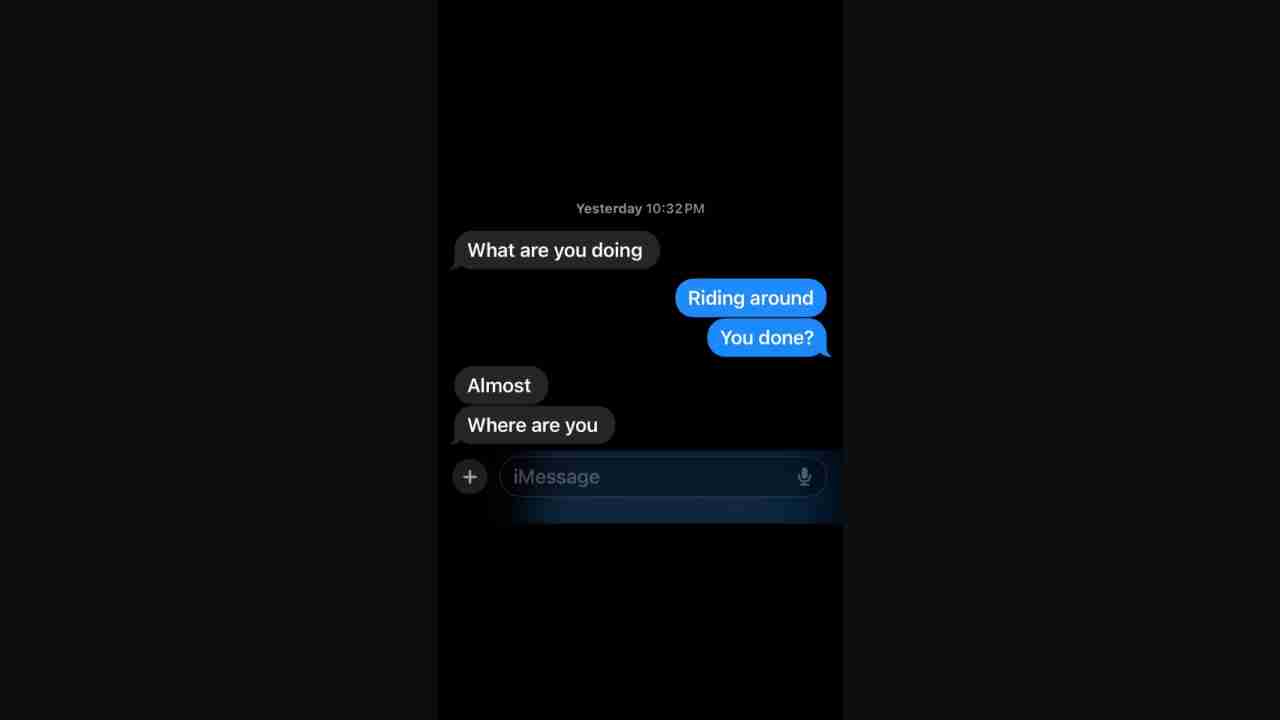 Yesterday 10:32 PM
What are you doing
Riding around
You done?
Almost
Where are you
iMessage